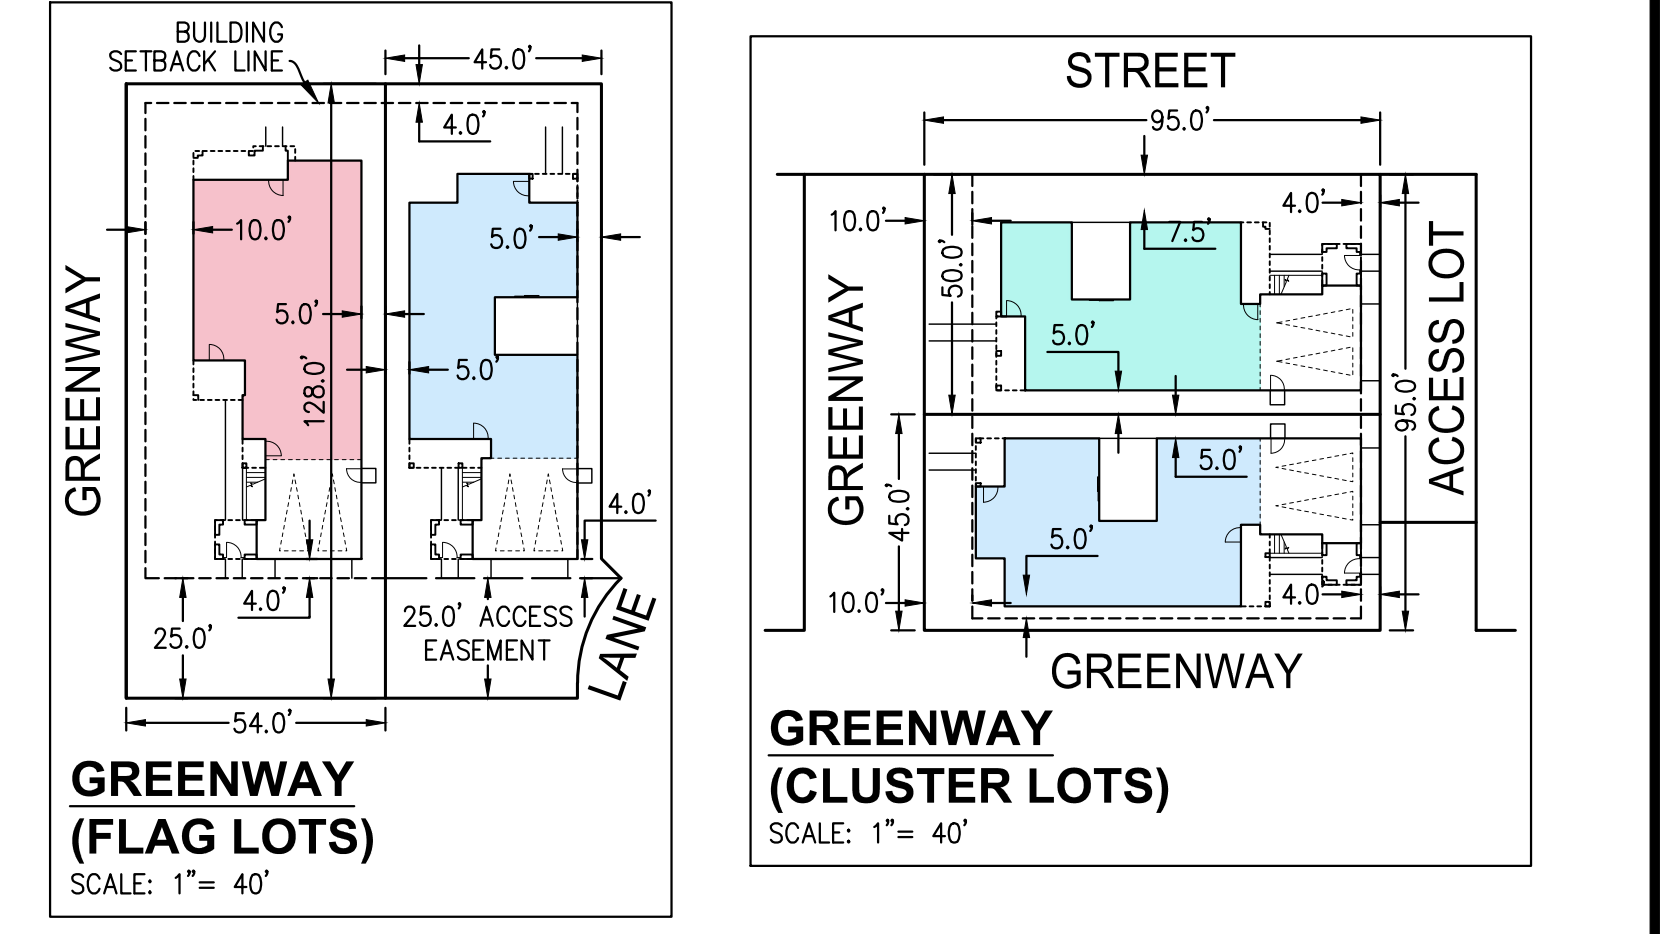 BUILDING
SETBACK LINE
45.0'
4.0'
10.0'
5.0'
5.0'
128.0'
5.0'
GREENWAY
4.0'
4.0'
25.0'
25.0' ACCESS
EASEMENT
LANE
54.0'
GREENWAY
(FLAG LOTS)
SCALE: 1"= 40'
STREET
95.0'
4.0'
10.0'
7.5'
50.0'
5.0'
GREENWAY
ACCESS LOT
95.0'
5.0'
45.0'
5.0'
10.0'
4.0
GREENWAY
GREENWAY
(CLUSTER LOTS)
SCALE: 1"= 40'